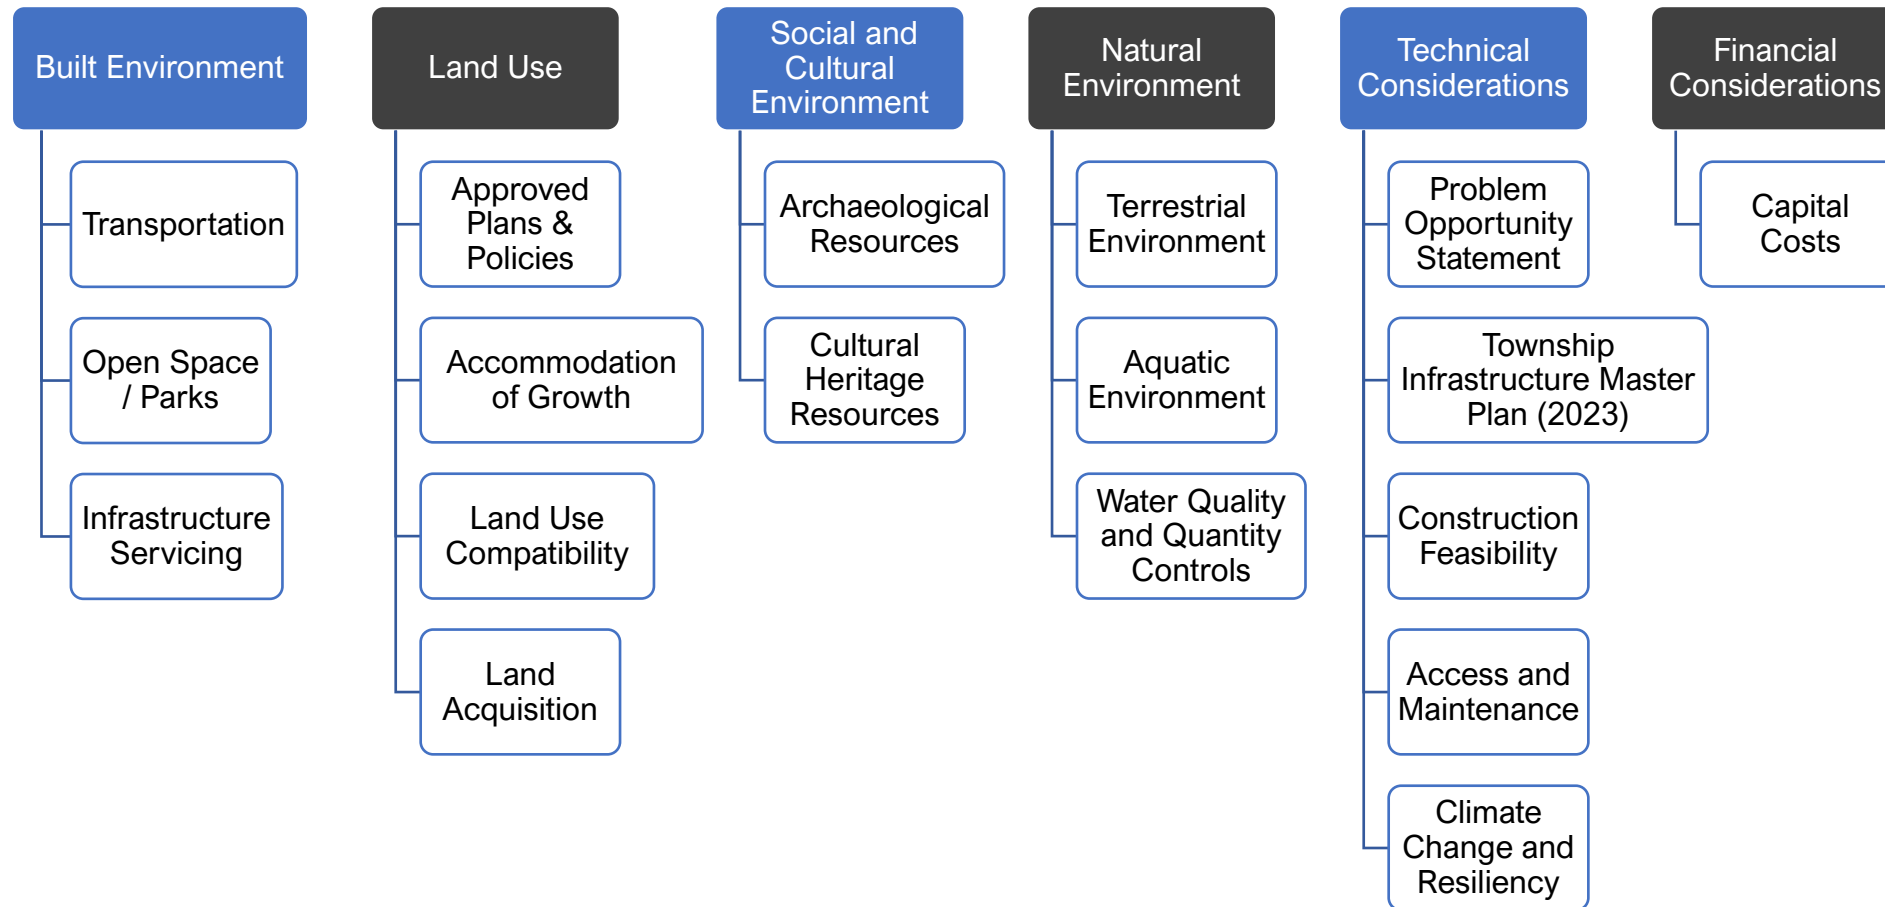 Built Environment
Transportation
Open Space
/ Parks
Infrastructure
Servicing
Land Use
Approved
Plans &
Policies
Accommodation
of Growth
Land Use
Compatibility
Land
Acquisition
Social and
Cultural
Environment
Archaeological
Resources
Cultural
Heritage
Resources
Natural
Environment
Terrestrial
Environment
Aquatic
Environment
Water Quality
and Quantity
Controls
Technical
Considerations
Problem
Opportunity
Statement
Township
Infrastructure Master
Plan (2023)
Construction
Feasibility
Access and
Maintenance
Climate
Change and
Resiliency
Financial
Considerations
Capital
Costs